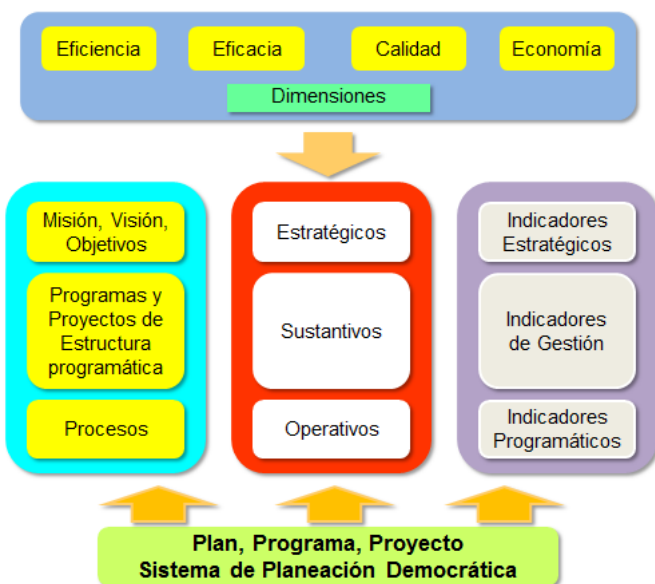 Eficiencia
Eficacia
Calidad
Economía
Dimensiones
Misión, Visión,
Objetivos
Programas y
Proyectos de
Estructura
programática
Procesos
Estratégicos
Sustantivos
Operativos
Indicadores
Estratégicos
Indicadores
de Gestión
Indicadores
Programáticos
Plan, Programa, Proyecto
Sistema de Planeación Democrática